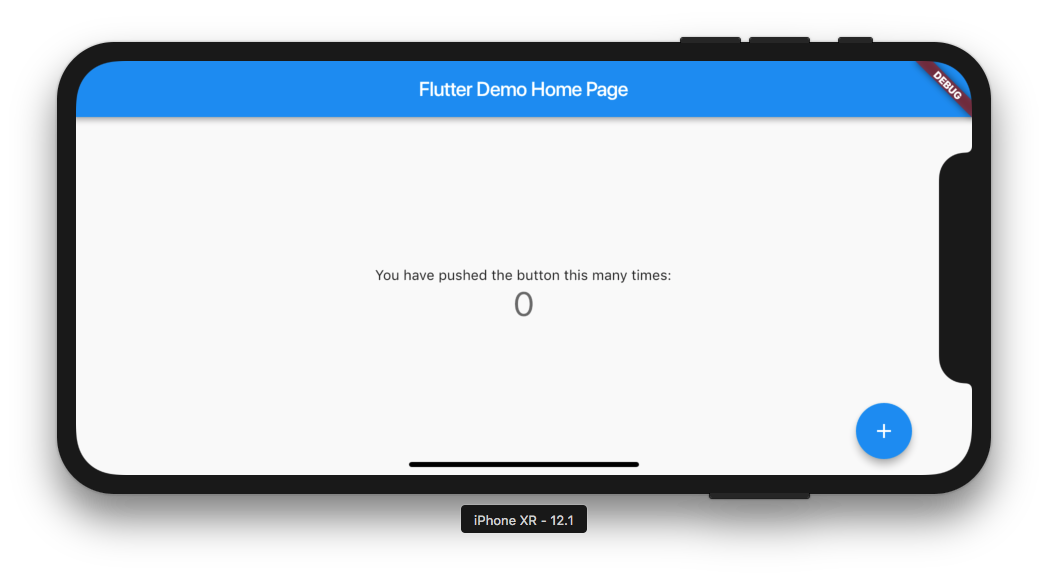 Flutter Demo Home Page
DEBUG
You have pushed the button this many times:
0
+
iPhone XR - 12.1